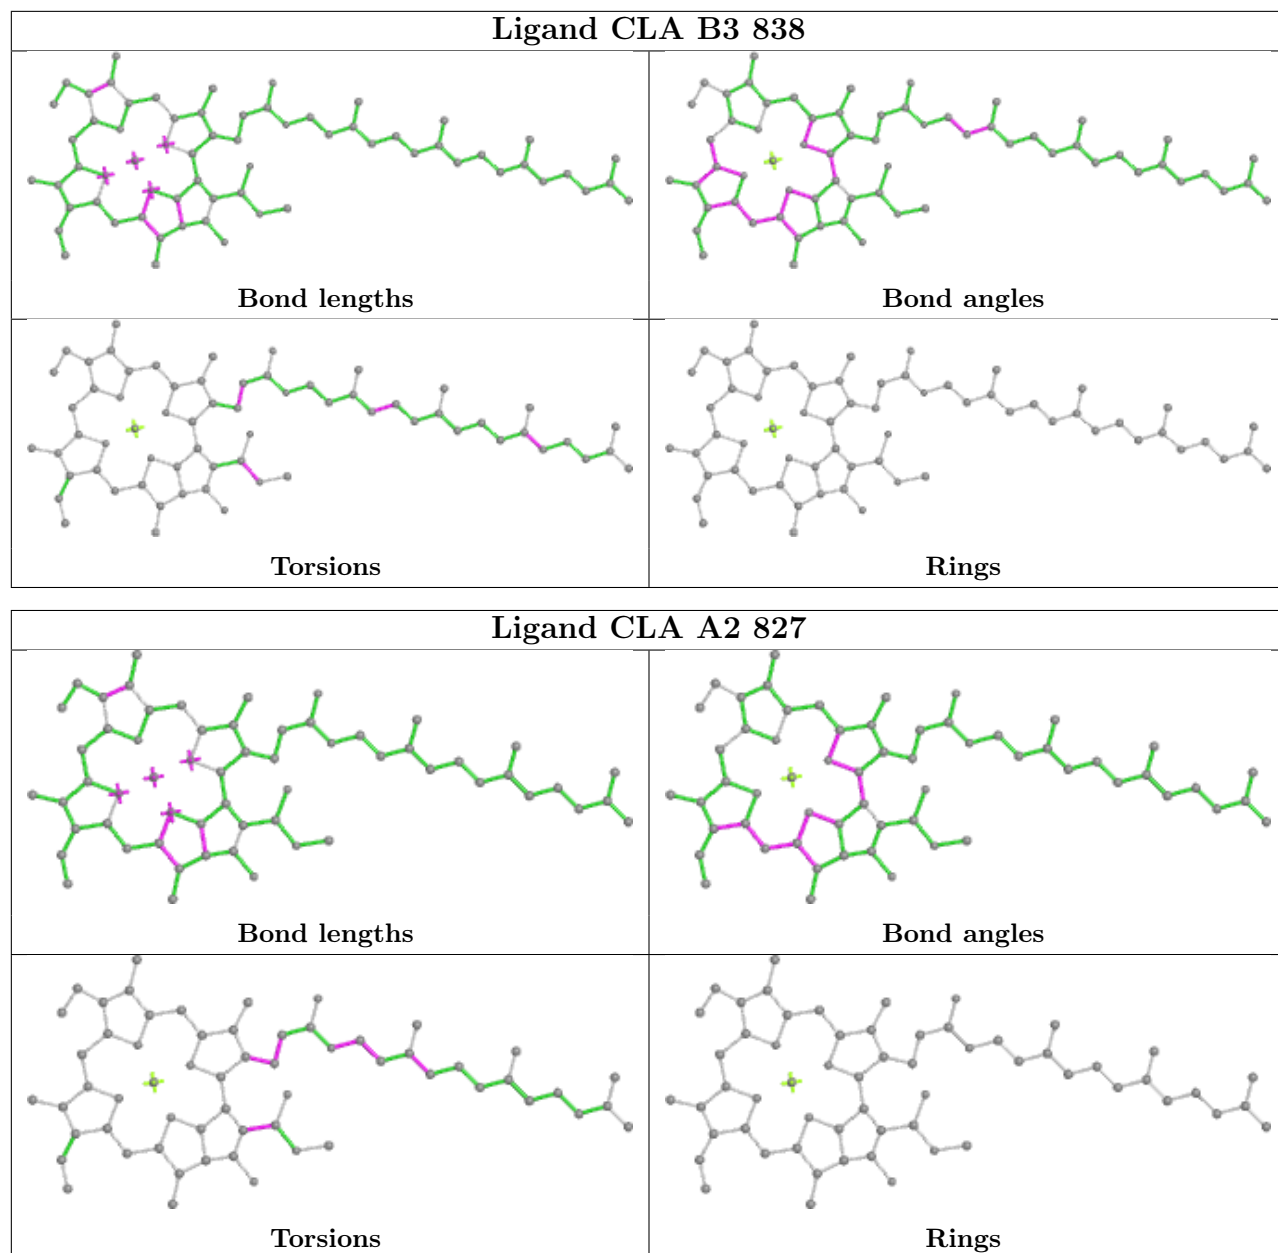 Ligand CLA B3 838
Bond lengths
Bond angles
Torsions
Rings
Ligand CLA A2 827
Bond lengths
Bond angles
Torsions
Rings